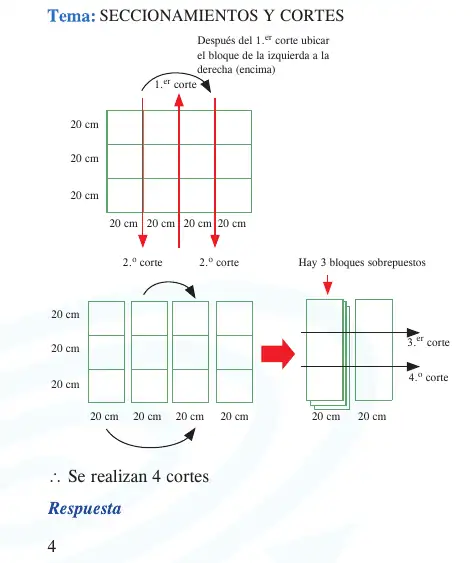 Tema: SECCIONAMIENTOS Y CORTES
Después del 1.er corte ubicar
el bloque de la izquierda a la
derecha (encima)
1.er corte
20 cm
20 cm
20 cm
20 cm 20 cm 20 cm 20 cm
2.o corte 2.o corte
Hay 3 bloques sobrepuestos
20 cm
20 cm
20 cm
3.er corte
4.o corte
20 cm 20 cm 20 cm 20 cm
20 cm 20 cm
∴ Se realizan 4 cortes
Respuesta
4